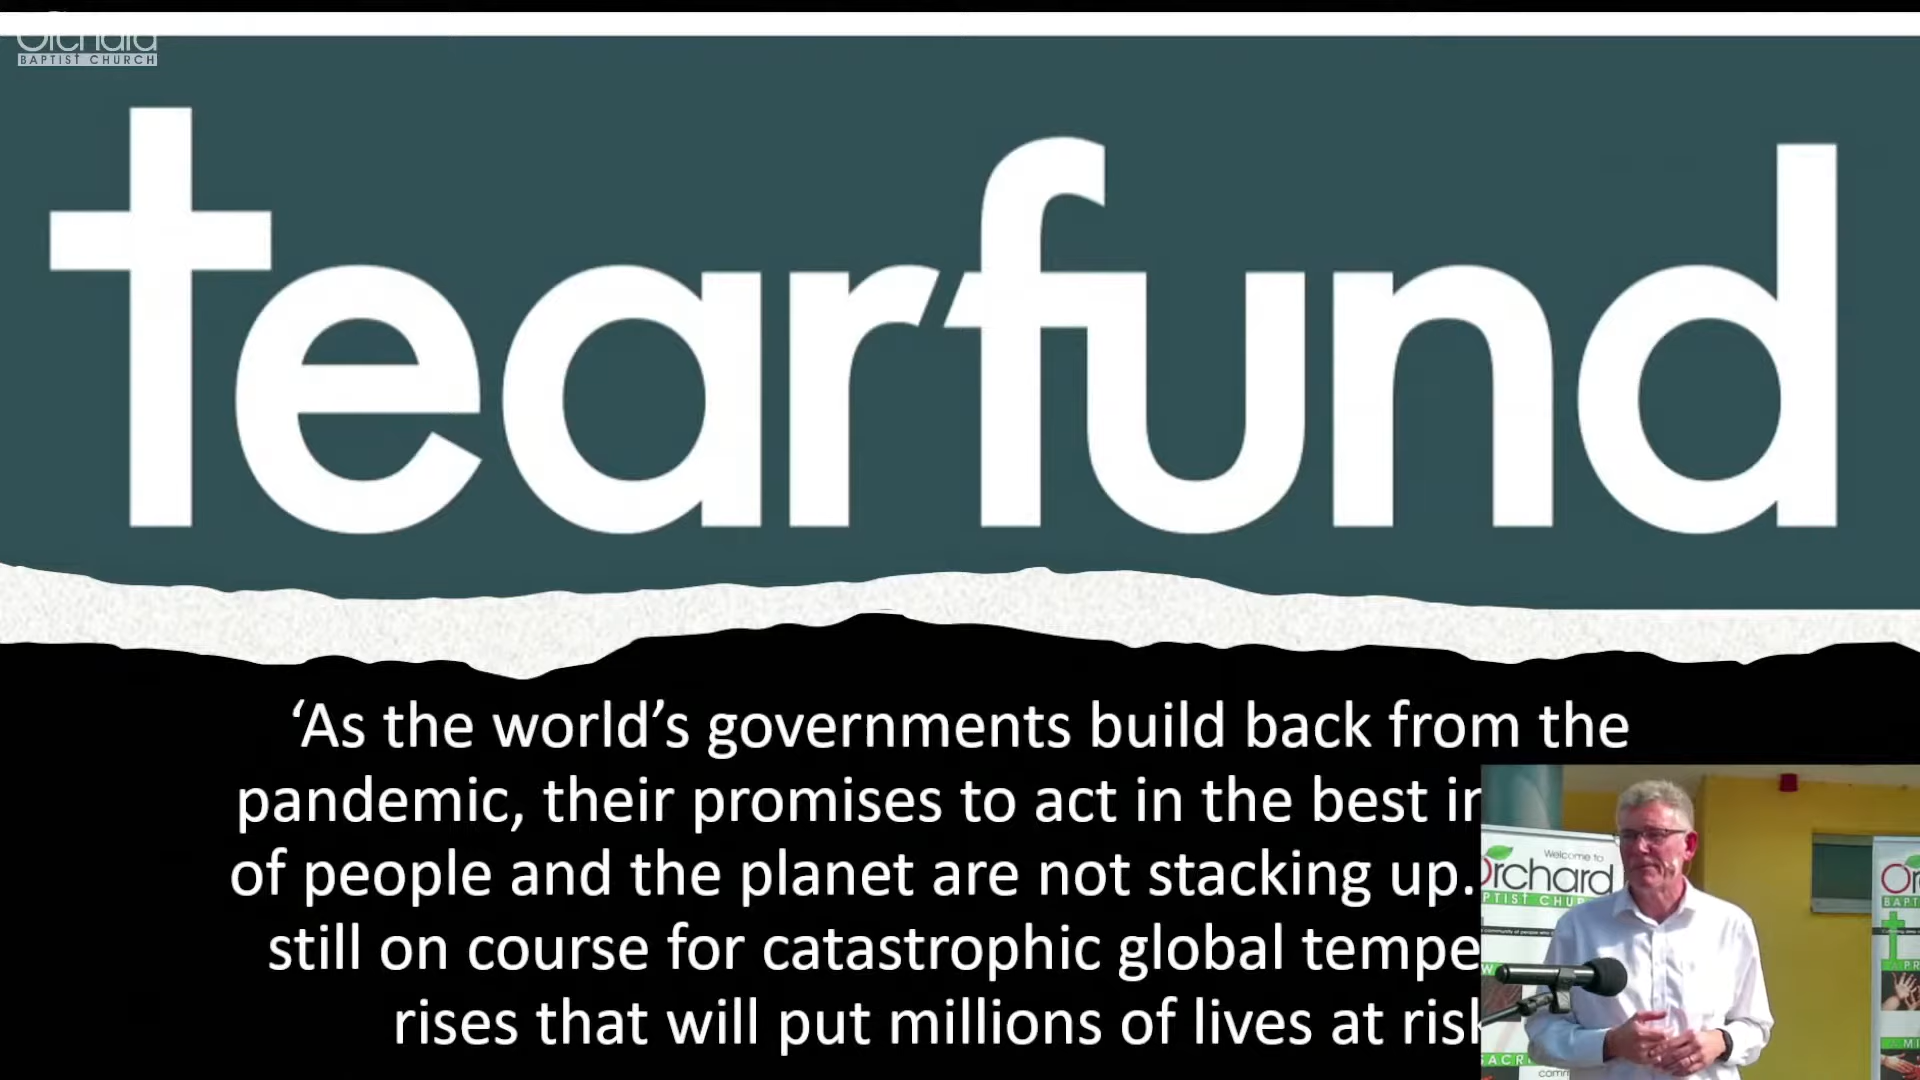 Orchard
BAPTIST CHURCH
tearfund
‘As the world’s governments build back from the
pandemic, their promises to act in the best
of people and the planet are not stacking up.
still on course for catastrophic global
rises that will put millions of lives at
Welcome to
Orchard